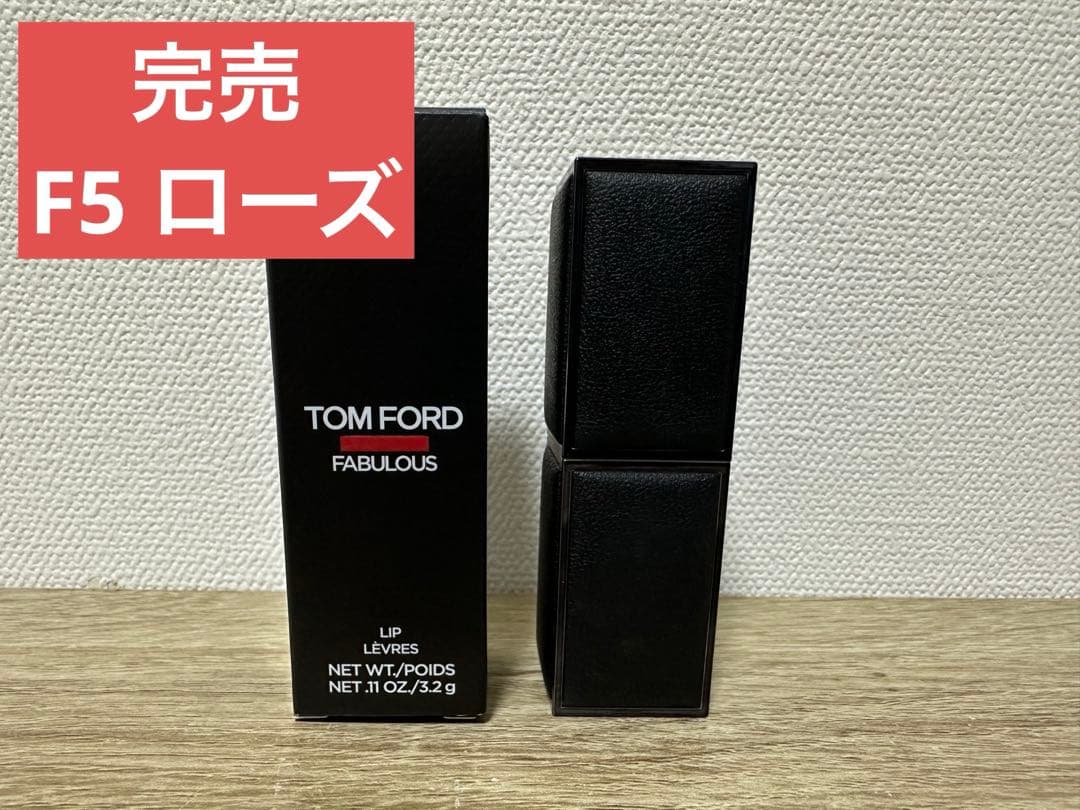 完売
F5 ローズ
TOM FORD
FABULOUS
LIP
LÈVRES
NET WT./POIDS
NET .11 OZ./3.2 g